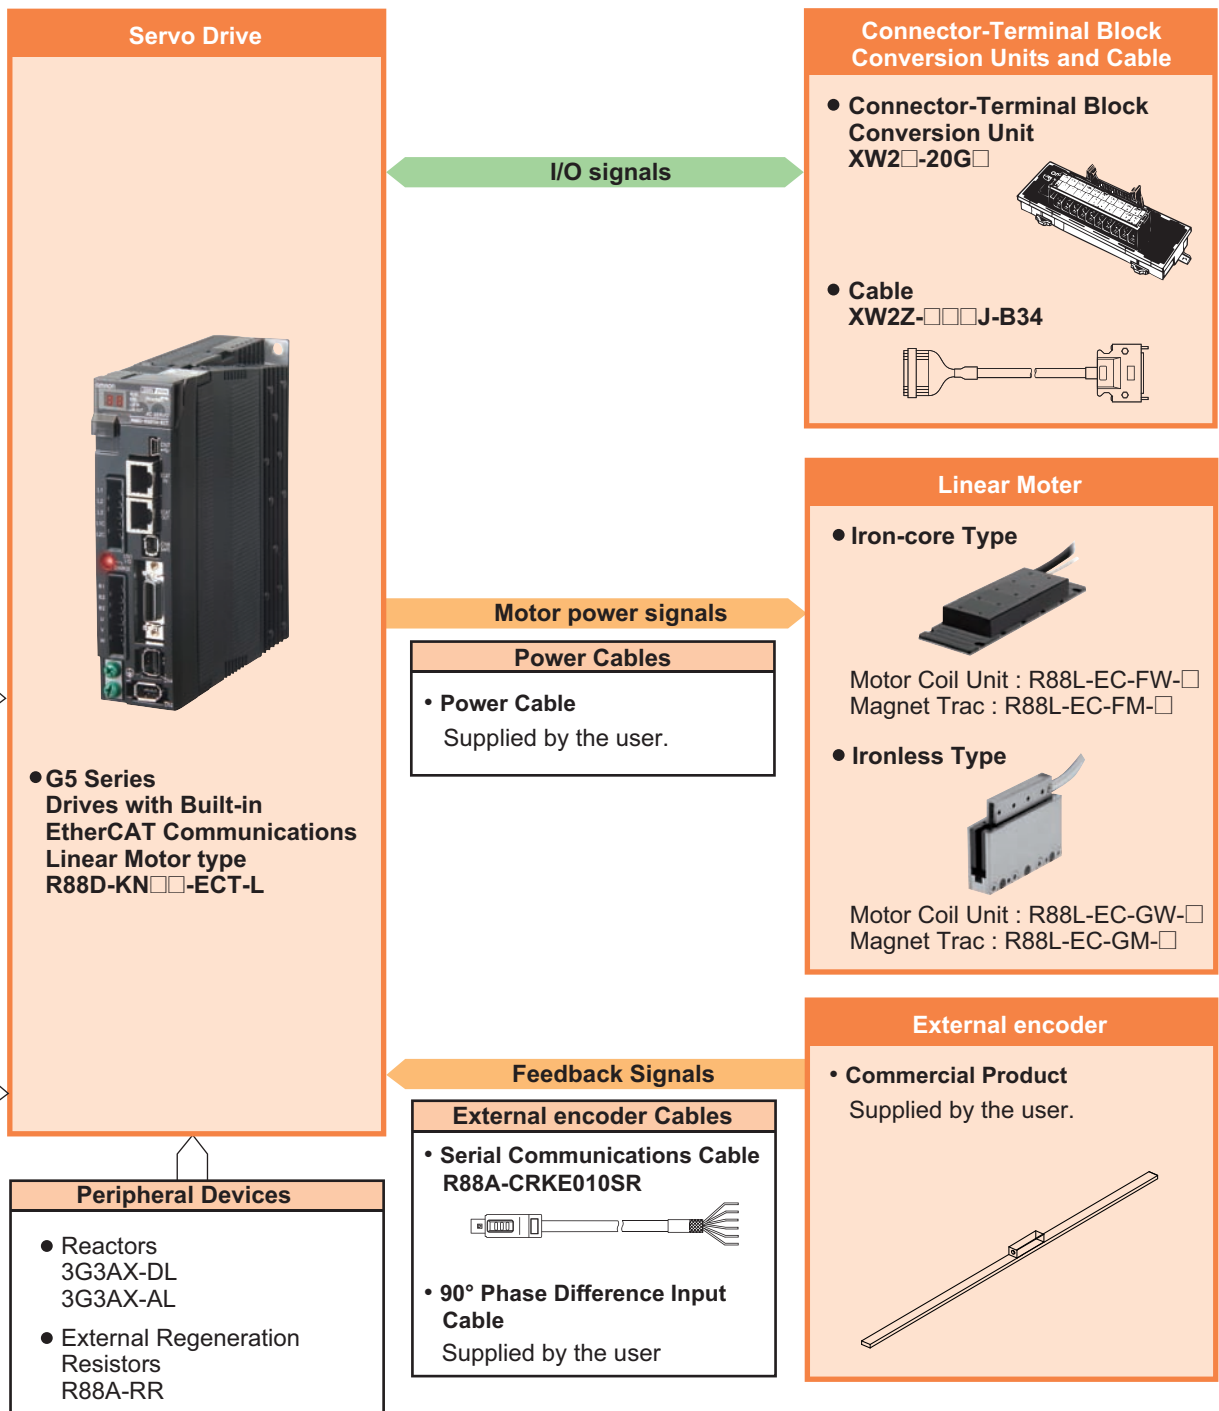 Servo Drive
G5 Series
Drives with Built-in
EtherCAT Communications
Linear Motor type
R88D-KN□□-ECT-L
Peripheral Devices
Reactors
3G3AX-DL
3G3AX-AL
External Regeneration
Resistors
R88A-RR
I/O signals
Motor power signals
Power Cables
• Power Cable
Supplied by the user.
Feedback Signals
External encoder Cables
• Serial Communications Cable
R88A-CRKE010SR
• 90° Phase Difference Input
Cable
Supplied by the user
Connector-Terminal Block
Conversion Units and Cable
● Connector-Terminal Block
Conversion Unit
XW2□-20G□
● Cable
XW2Z-□□□J-B34
Linear Moter
● Iron-core Type
Motor Coil Unit : R88L-EC-FW-□
Magnet Trac : R88L-EC-FM-□
● Ironless Type
Motor Coil Unit : R88L-EC-GW-□
Magnet Trac : R88L-EC-GM-□
External encoder
• Commercial Product
Supplied by the user.